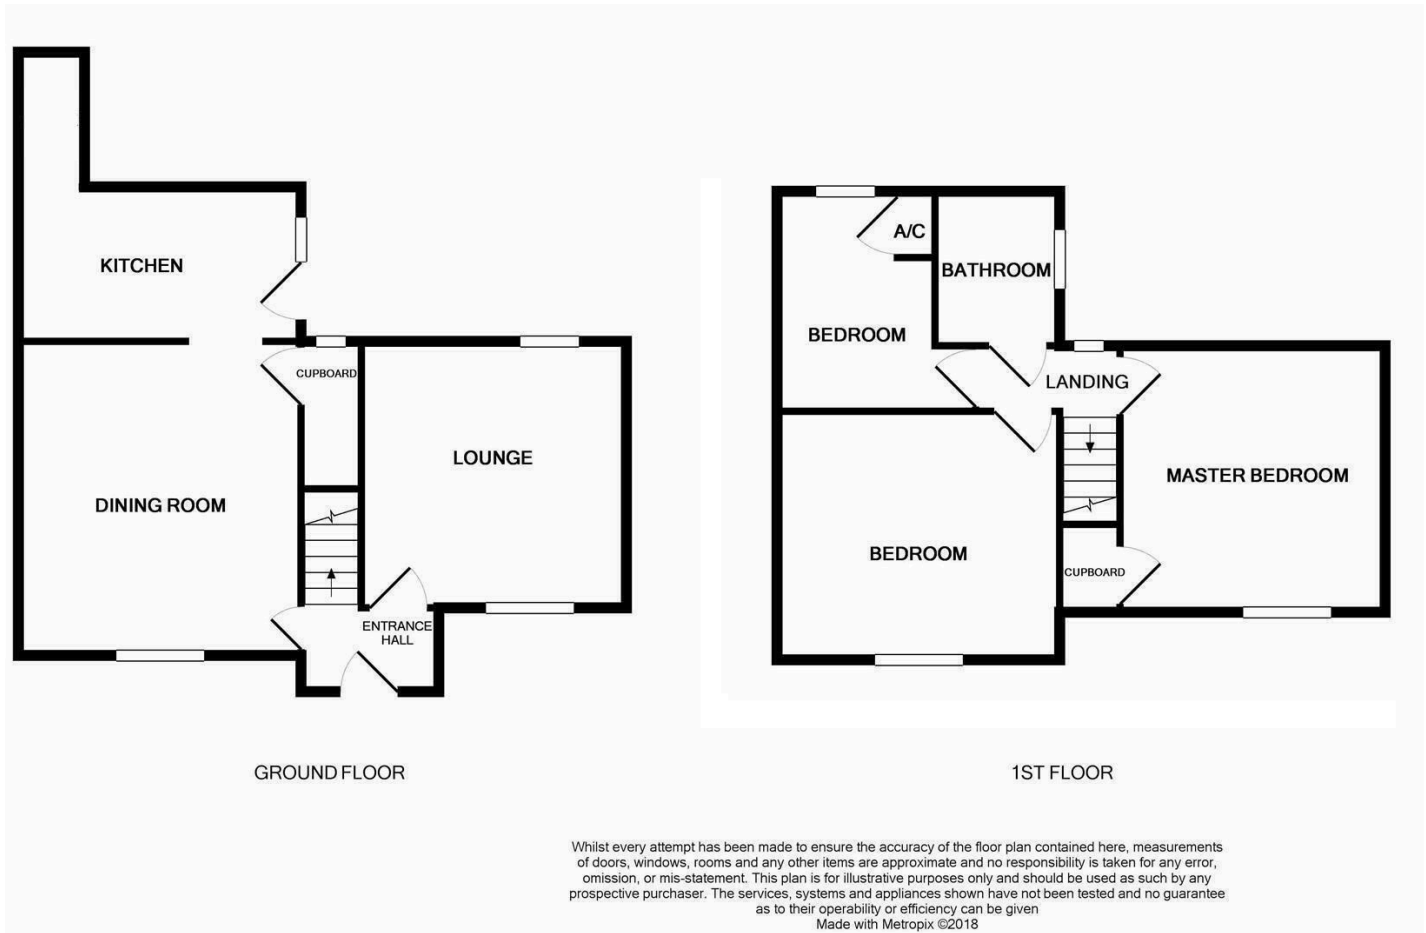 KITCHEN
CUPBOARD
LOUNGE
DINING ROOM
ENTRANCE
HALL
GROUND FLOOR
A/C
BATHROOM
BEDROOM
LANDING
MASTER BEDROOM
BEDROOM
CUPBOARD
1ST FLOOR
Whilst every attempt has been made to ensure the accuracy of the floor plan contained here, measurements
of doors, windows, rooms and any other items are approximate and no responsibility is taken for any error,
omission, or mis-statement. This plan is for illustrative purposes only and should be used as such by any
prospective purchaser. The services, systems and appliances shown have not been tested and no guarantee
as to their operability or efficiency can be given
Made with Metropix ©2018